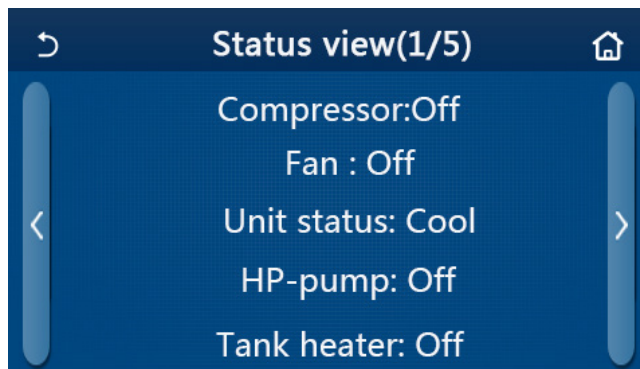 Status view(1/5)
Compressor:Off
Fan : Off
Unit status: Cool
HP-pump: Off
Tank heater: Off